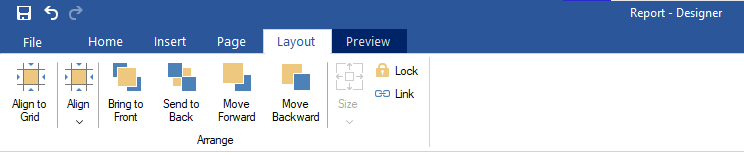 Report - Designer
File Home Insert Page Layout Preview
Align to Grid
Align
Bring to Front
Send to Back
Move Forward
Move Backward
Size
Lock
Link
Arrange